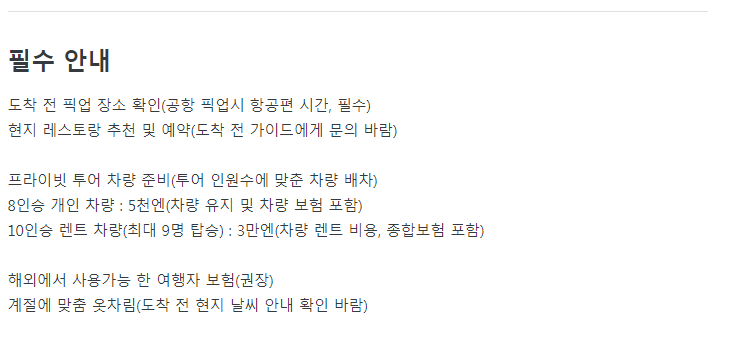 필수 안내
도착 전 픽업 장소 확인(공항 픽업시 항공편 시간, 필수)
현지 레스토랑 추천 및 예약(도착 전 가이드에게 문의 바람)
프라이빗 투어 차량 준비(투어 인원수에 맞춘 차량 배차)
8인승 개인 차량 : 5천엔(차량 유지 및 차량 보험 포함)
10인승 렌트 차량(최대 9명 탑승) : 3만엔(차량 렌트 비용, 종합보험 포함)
해외에서 사용가능 한 여행자 보험(권장)
계절에 맞춤 옷차림(도착 전 현지 날씨 안내 확인 바람)